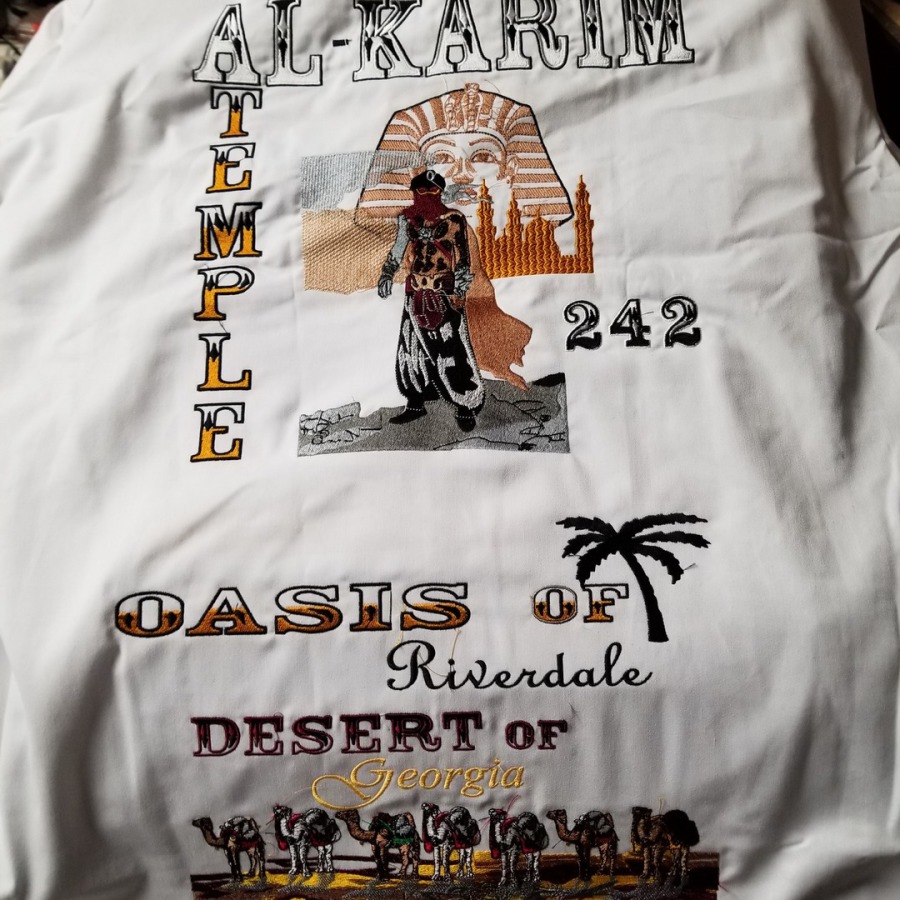 AL-KARIM
TEMPLE
242
OASIS OF
Riverdale
DESERT OF
Georgia